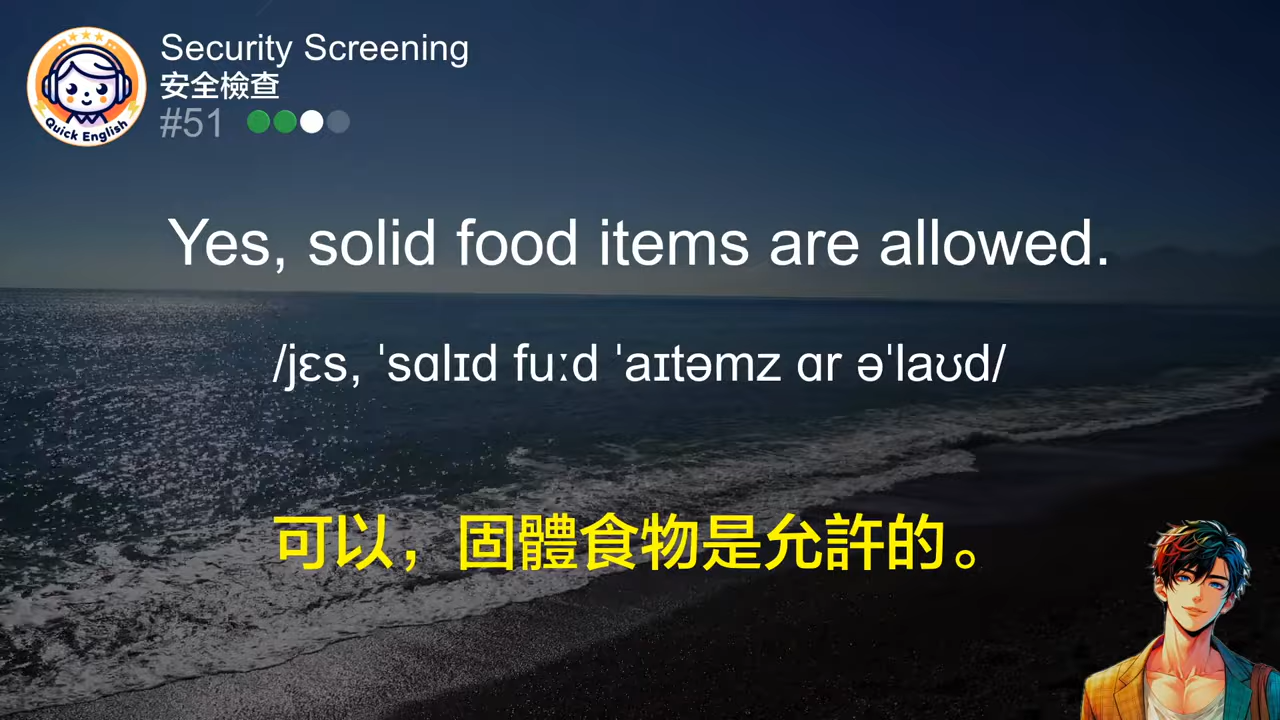 Security Screening
安全檢查
#51
Quick English
Yes, solid food items are allowed.
/jɛs, ˈsɑlɪd fuːd ˈaɪtəmz ɑr əˈlaʊd/
可以，固體食物是允許的。